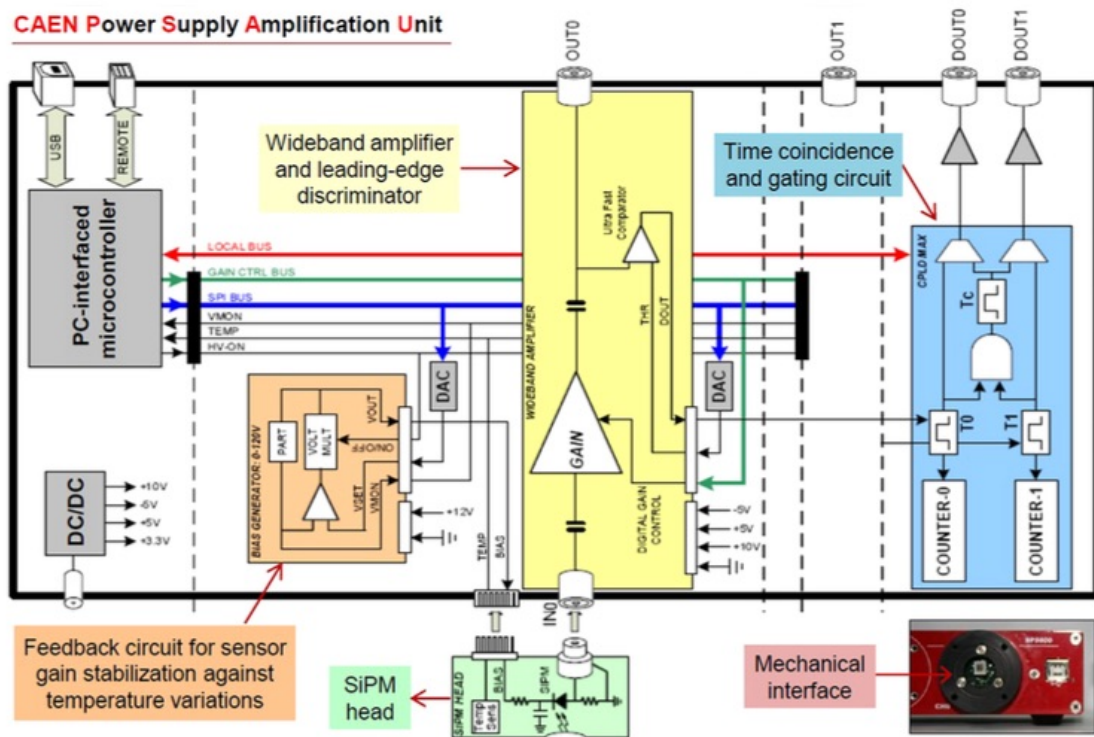 CAEN Power Supply Amplification Unit
OUT0
OUT1
DOUT0
DOUT1
USB
REMOTE
Wideband amplifier
and leading-edge
discriminator
Time coincidence
and gating circuit
PC-interfaced
microcontroller
LOCAL BUS
GAIN CTRL BUS
SPI BUS
VMON
TEMP
HV-ON
Ultra Fast
Comparator
THR
DOUT
WIDEBAND AMPLIFIER
CPLD MAX
Tc
DAC
DAC
BIAS GENERATOR: 0-120V
PART
VOLT
MULT
VOUT
ON/OFF
VSET
VMON
GAIN
T0
T1
DC/DC
+10V
-5V
+5V
+3.3V
+12V
DIGITAL GAIN
CONTROL
-5V
+5V
+10V
COUNTER-0
COUNTER-1
TEMP
BIAS
IN0
Feedback circuit for sensor
gain stabilization against
temperature variations
SiPM
head
SIPM HEAD
Temp
Sens.
BIAS
SIPM
Mechanical
interface